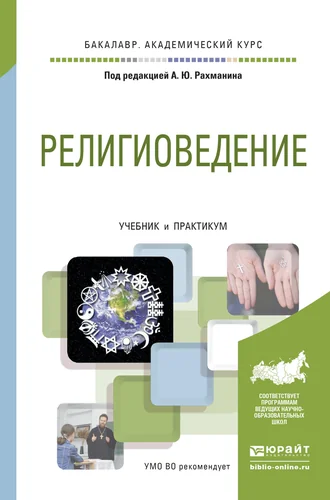 БАКАЛАВР. АКАДЕМИЧЕСКИЙ КУРС
Под редакцией А. Ю. Рахманина
РЕЛИГИОВЕДЕНИЕ
УЧЕБНИК и ПРАКТИКУМ
СООТВЕТСТВУЕТ
ПРОГРАММАМ
ВЕДУЩИХ НАУЧНО-
ОБРАЗОВАТЕЛЬНЫХ
ШКОЛ
УМО ВО рекомендует
ЮРАЙТ
ИЗДАТЕЛЬСТВО
biblio-online.ru